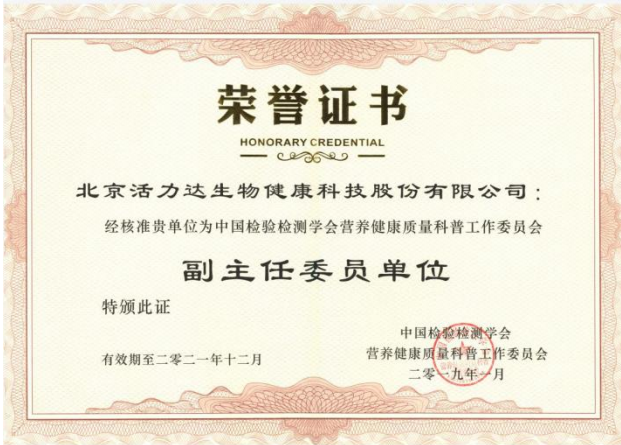 荣誉证书
HONORARY CREDENTIAL
北京活力达生物健康科技股份有限公司：
经核准贵单位为中国检验检测学会营养健康质量科普工作委员会
副主任委员单位
特颁此证
中国检验检测学会
有效期至二零二一年十二月
营养健康质量科普工作委员会
二零一九年一月